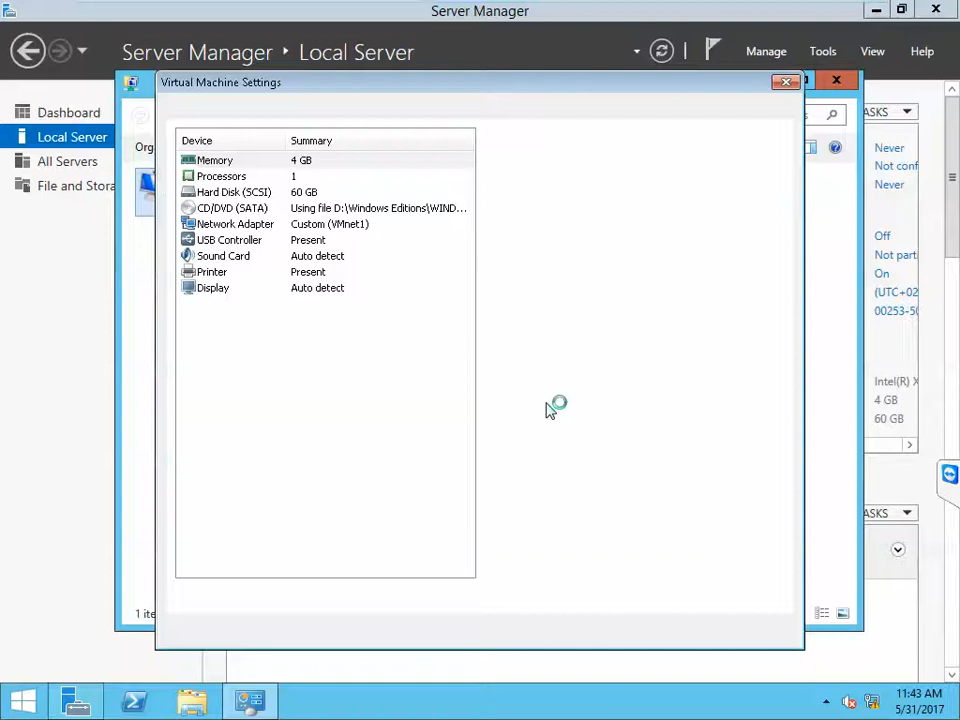 Server Manager
Server Manager ▸ Local Server
Manage Tools View Help
Virtual Machine Settings
Dashboard
Local Server
All Servers
File and Stora
Orga
Device Summary
Memory 4 GB
Processors 1
Hard Disk (SCSI) 60 GB
CD/DVD (SATA) Using file D:\Windows Editions\WIND...
Network Adapter Custom (VMnet1)
USB Controller Present
Sound Card Auto detect
Printer Present
Display Auto detect
ASKS
Never
Not conf
Never
Off
Not parti
On
(UTC+02
00253-50
Intel(R) X
4 GB
60 GB
ASKS
1 ite
11:43 AM
5/31/2017